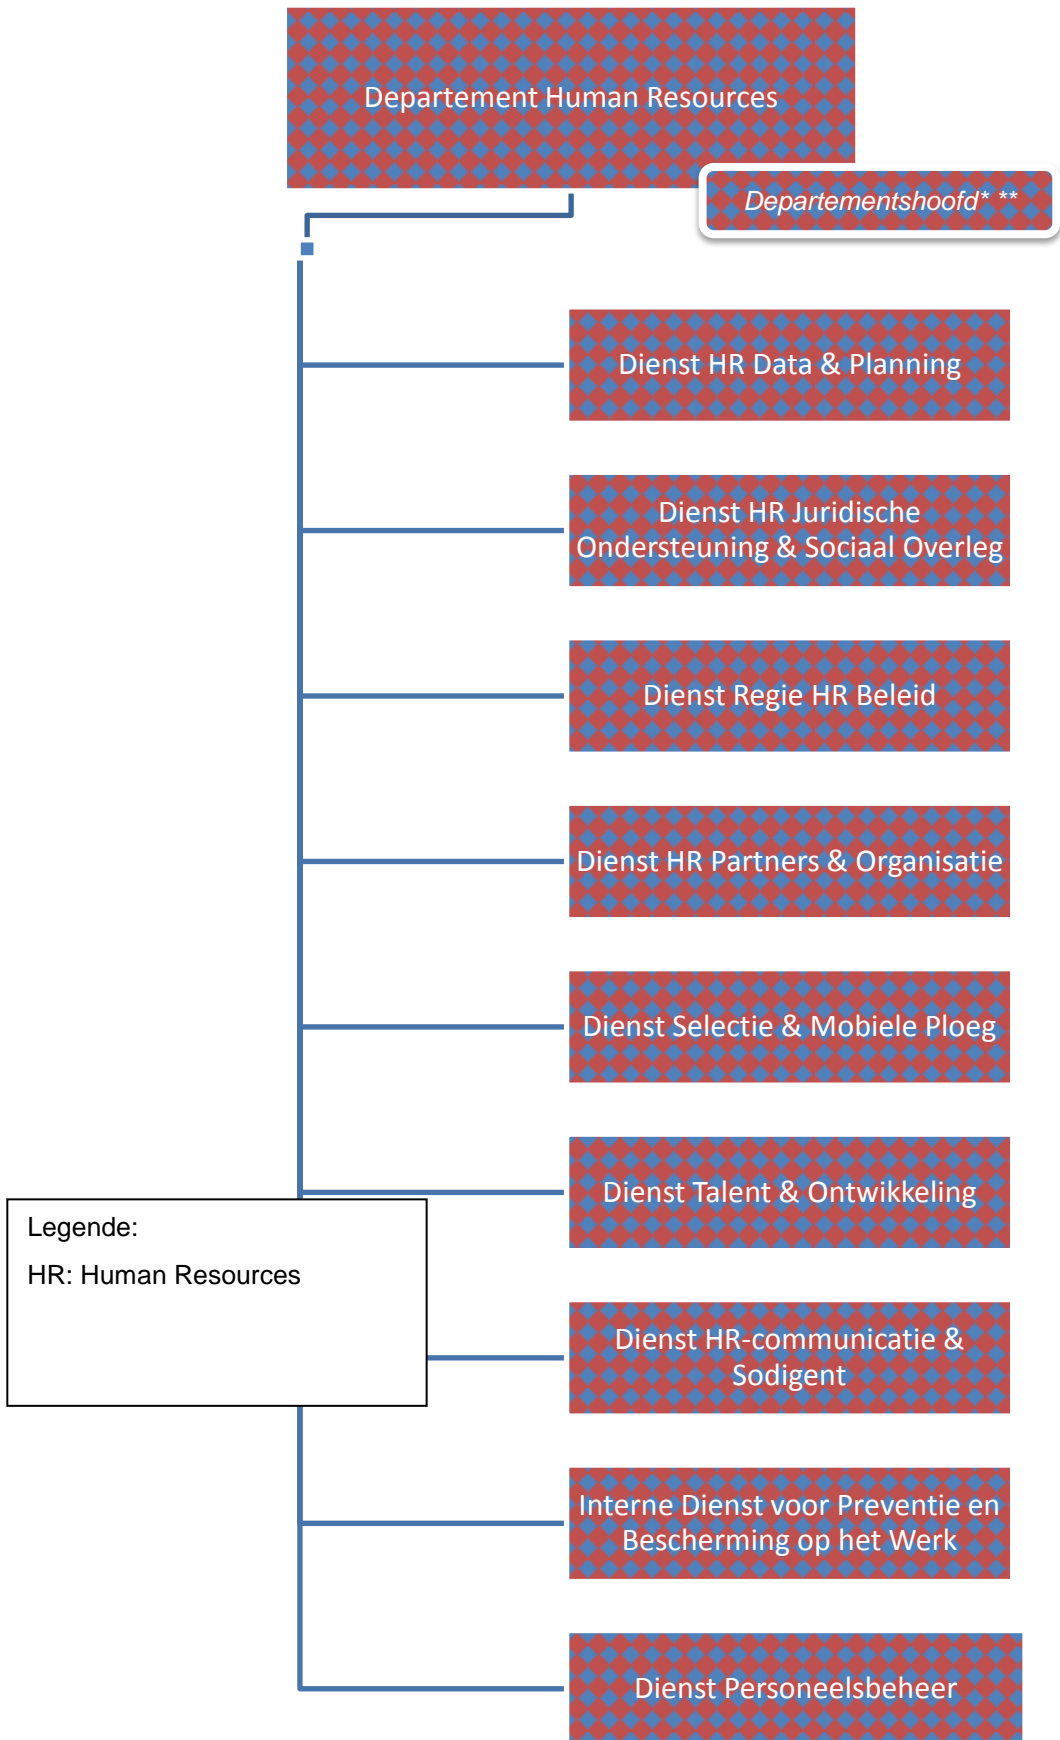 Departement Human Resources
Departementshoofd* **
Dienst HR Data & Planning
Dienst HR Juridische
Ondersteuning & Sociaal Overleg
Dienst Regie HR Beleid
Dienst HR Partners & Organisatie
Dienst Selectie & Mobiele Ploeg
Dienst Talent & Ontwikkeling
Legende:
HR: Human Resources
Dienst HR-communicatie &
Sodigent
Interne Dienst voor Preventie en
Bescherming op het Werk
Dienst Personeelsbeheer